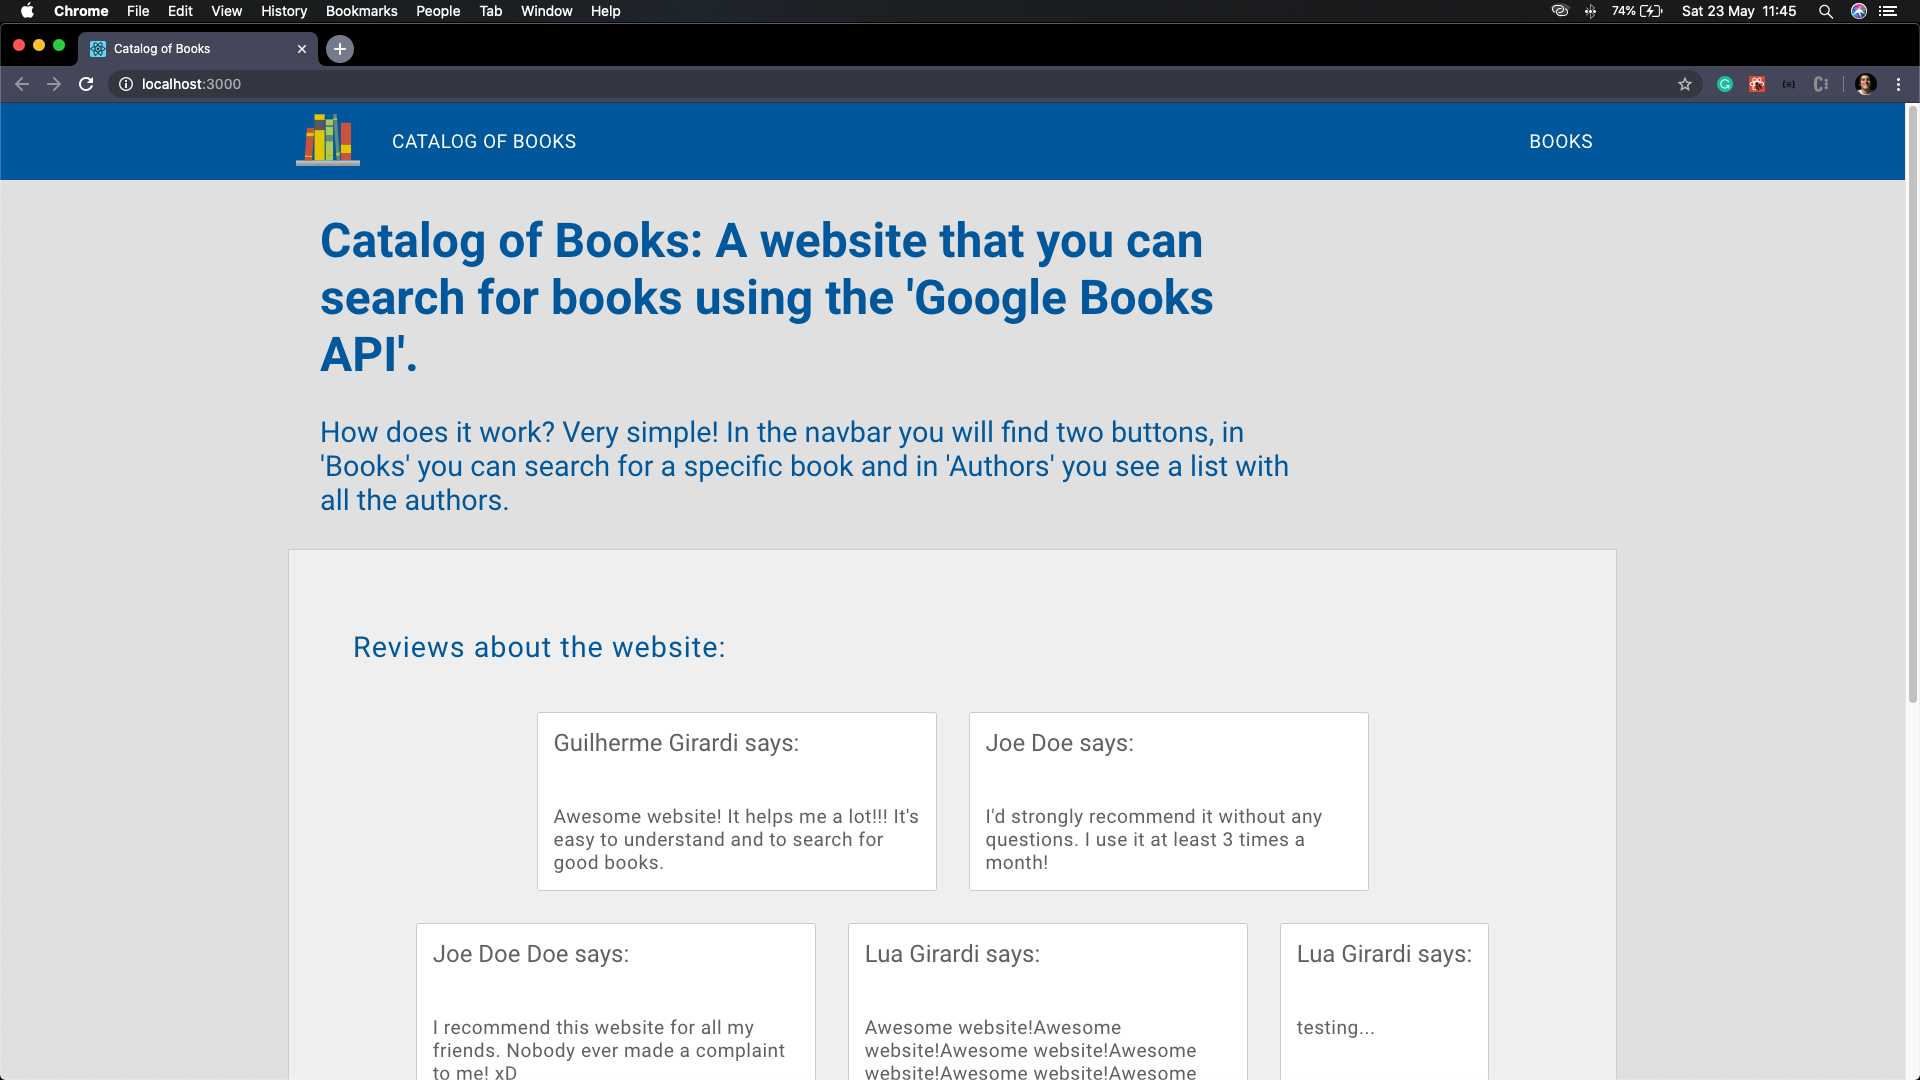 Chrome File Edit View History Bookmarks People Tab Window Help 74% Sat 23 May 11:45
Catalog of Books
localhost:3000
CATALOG OF BOOKS BOOKS
Catalog of Books: A website that you can
search for books using the 'Google Books
API'.
How does it work? Very simple! In the navbar you will find two buttons, in
'Books' you can search for a specific book and in 'Authors' you see a list with
all the authors.
Reviews about the website:
Guilherme Girardi says:
Awesome website! It helps me a lot!!! It's
easy to understand and to search for
good books.
Joe Doe says:
I'd strongly recommend it without any
questions. I use it at least 3 times a
month!
Joe Doe Doe says:
I recommend this website for all my
friends. Nobody ever made a complaint
to me! xD
Lua Girardi says:
Awesome website!Awesome
website!Awesome website!Awesome
website!Awesome website!Awesome
Lua Girardi says:
testing...